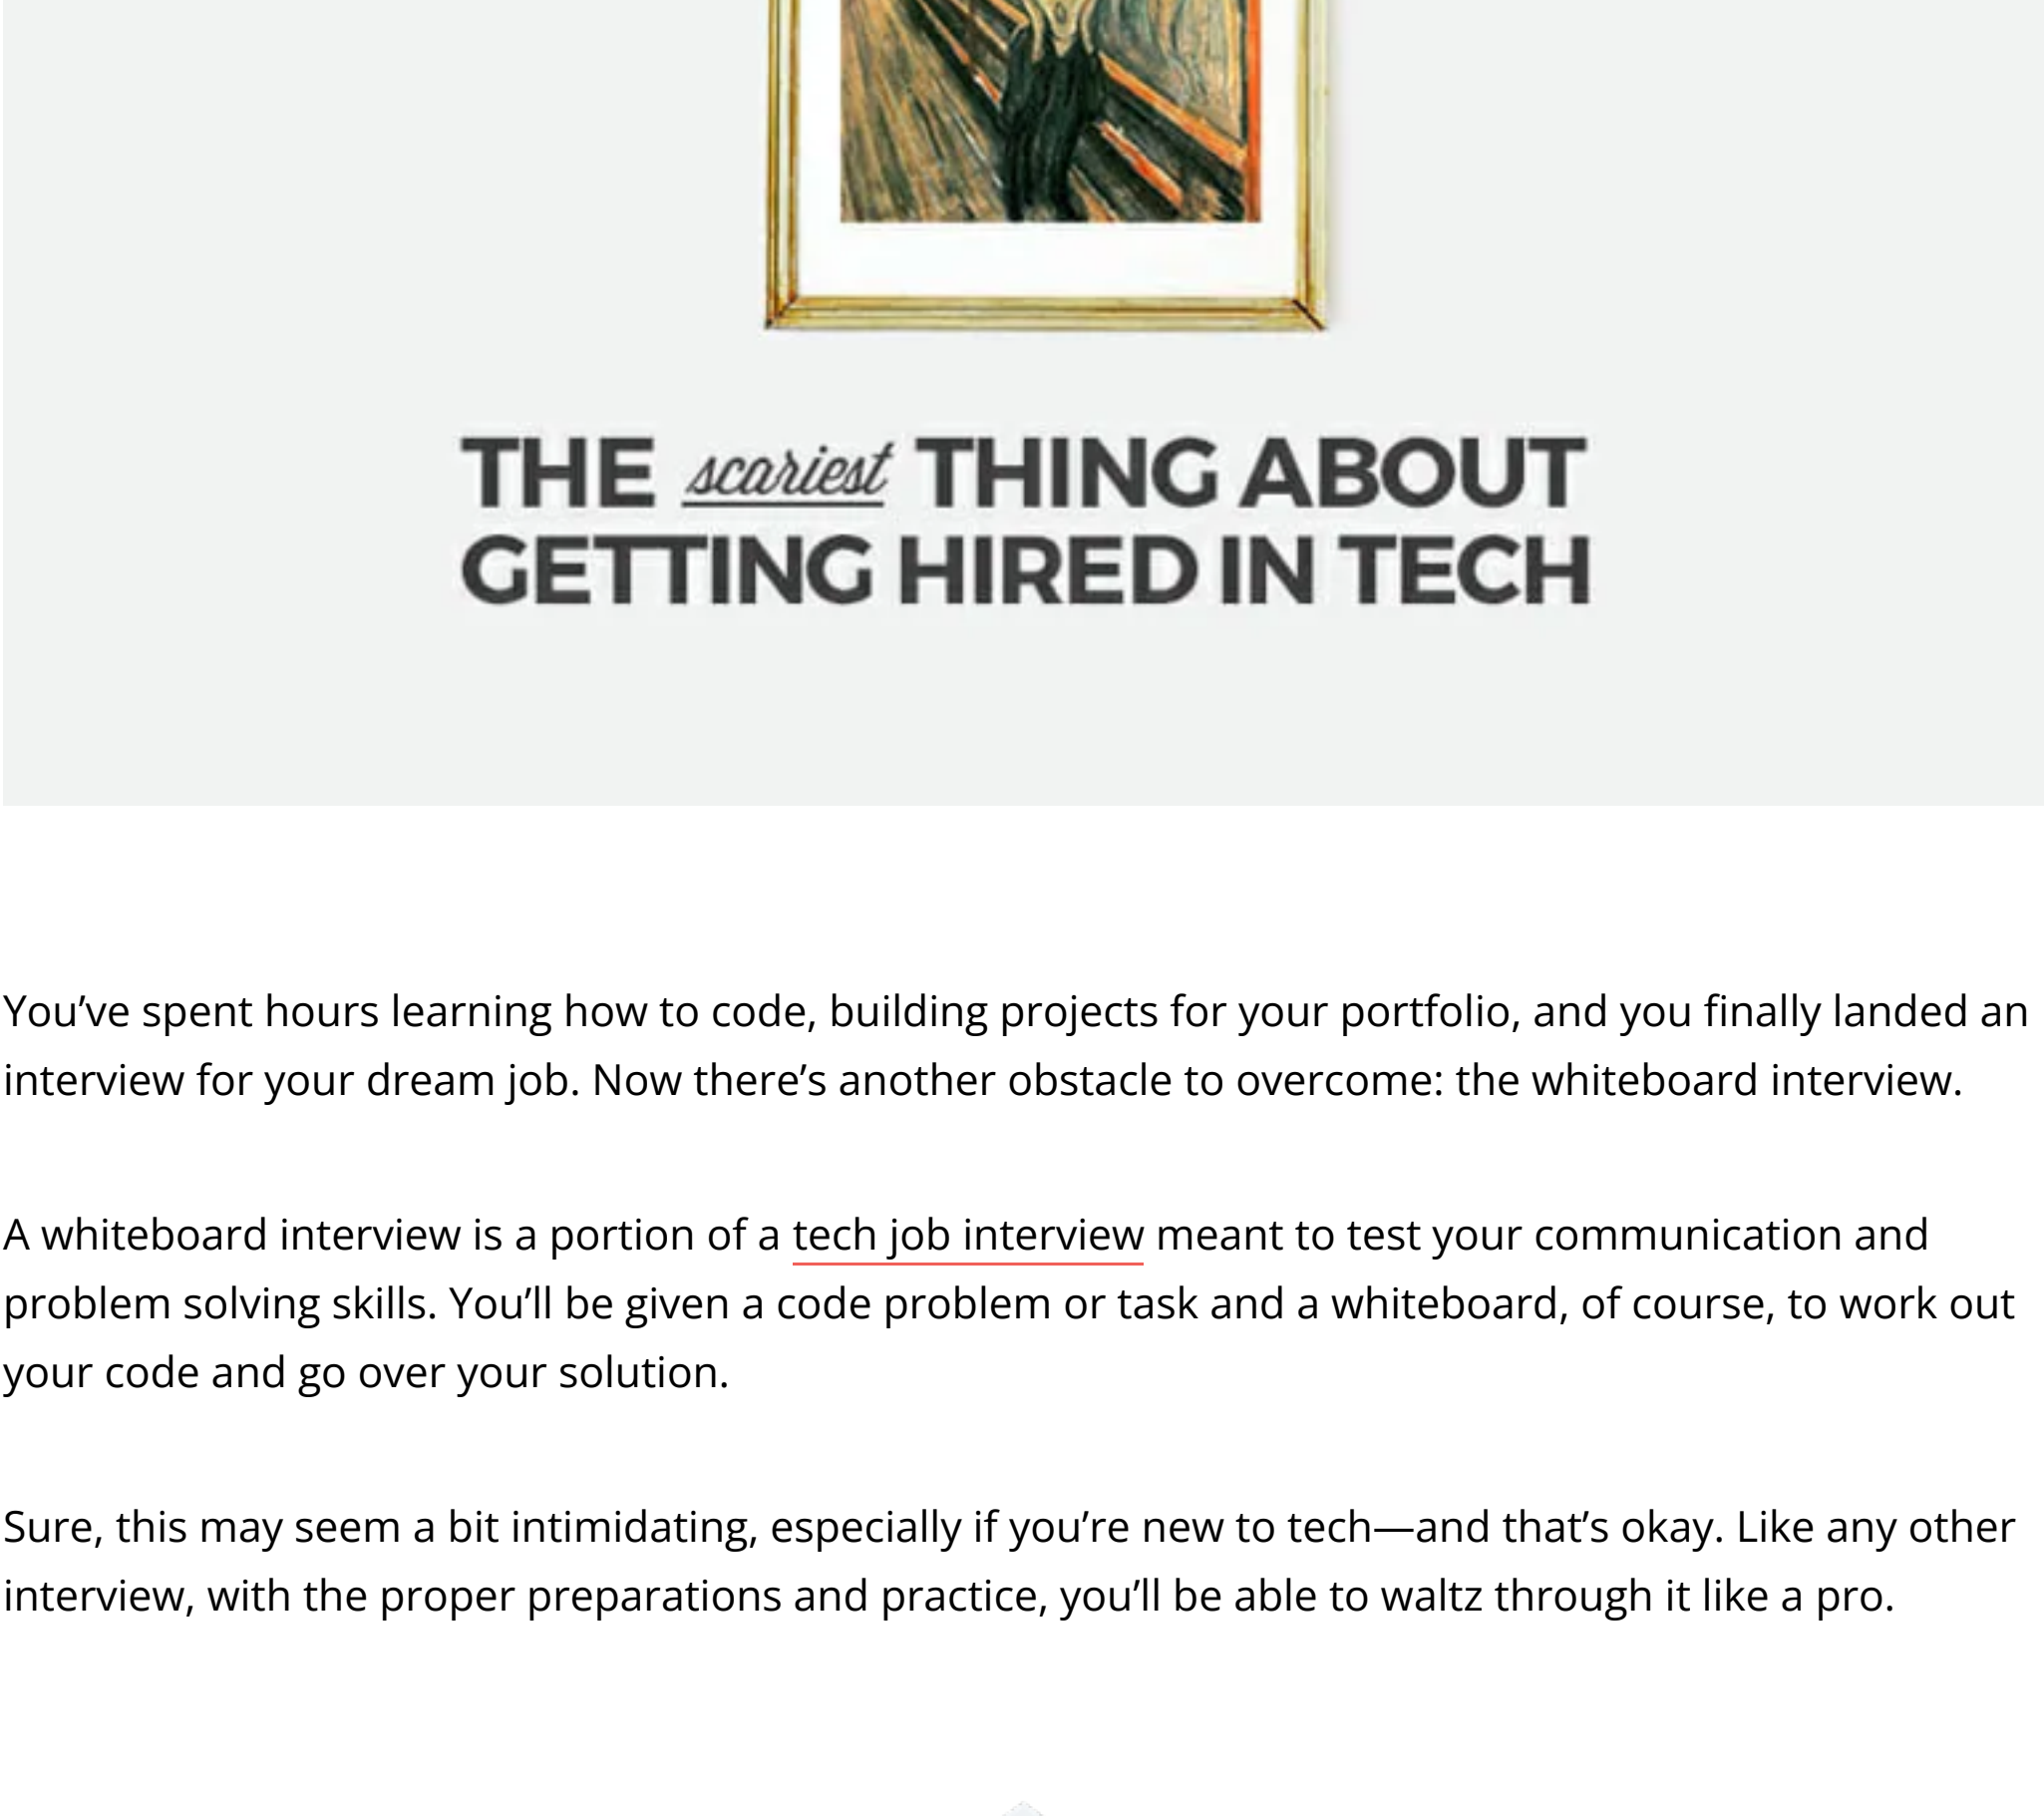 THE scariest THING ABOUT
GETTING HIRED IN TECH
You’ve spent hours learning how to code, building projects for your portfolio, and you finally landed an
interview for your dream job. Now there’s another obstacle to overcome: the whiteboard interview.
A whiteboard interview is a portion of a tech job interview meant to test your communication and
problem solving skills. You’ll be given a code problem or task and a whiteboard, of course, to work out
your code and go over your solution.
Sure, this may seem a bit intimidating, especially if you’re new to tech—and that’s okay. Like any other
interview, with the proper preparations and practice, you’ll be able to waltz through it like a pro.